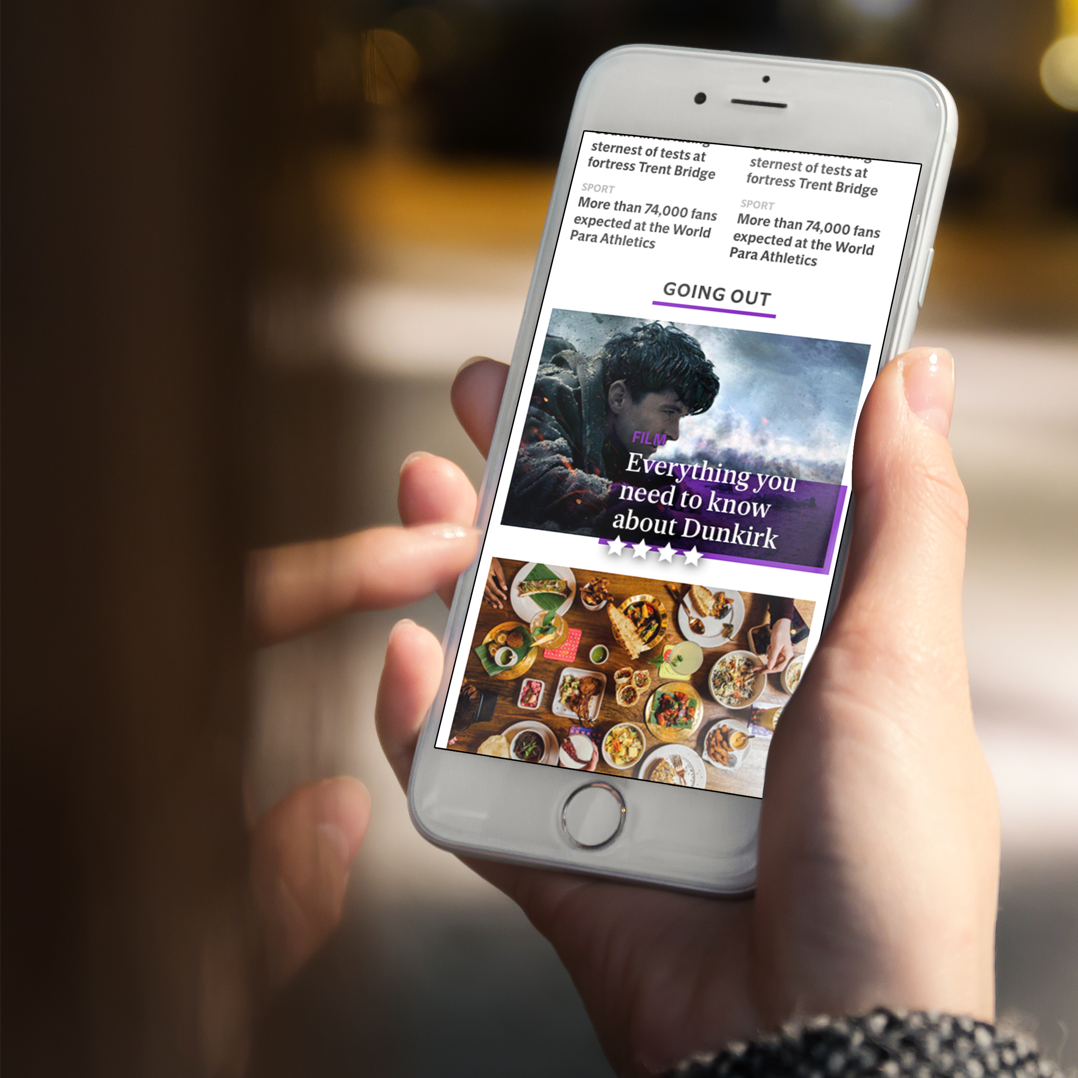 sternest of tests at
fortress Trent Bridge
SPORT
More than 74,000 fans
expected at the World
Para Athletics
sternest of tests at
fortress Trent Bridge
SPORT
More than 74,000 fans
expected at the World
Para Athletics
GOING OUT
FILM
Everything you
need to know
about Dunkirk